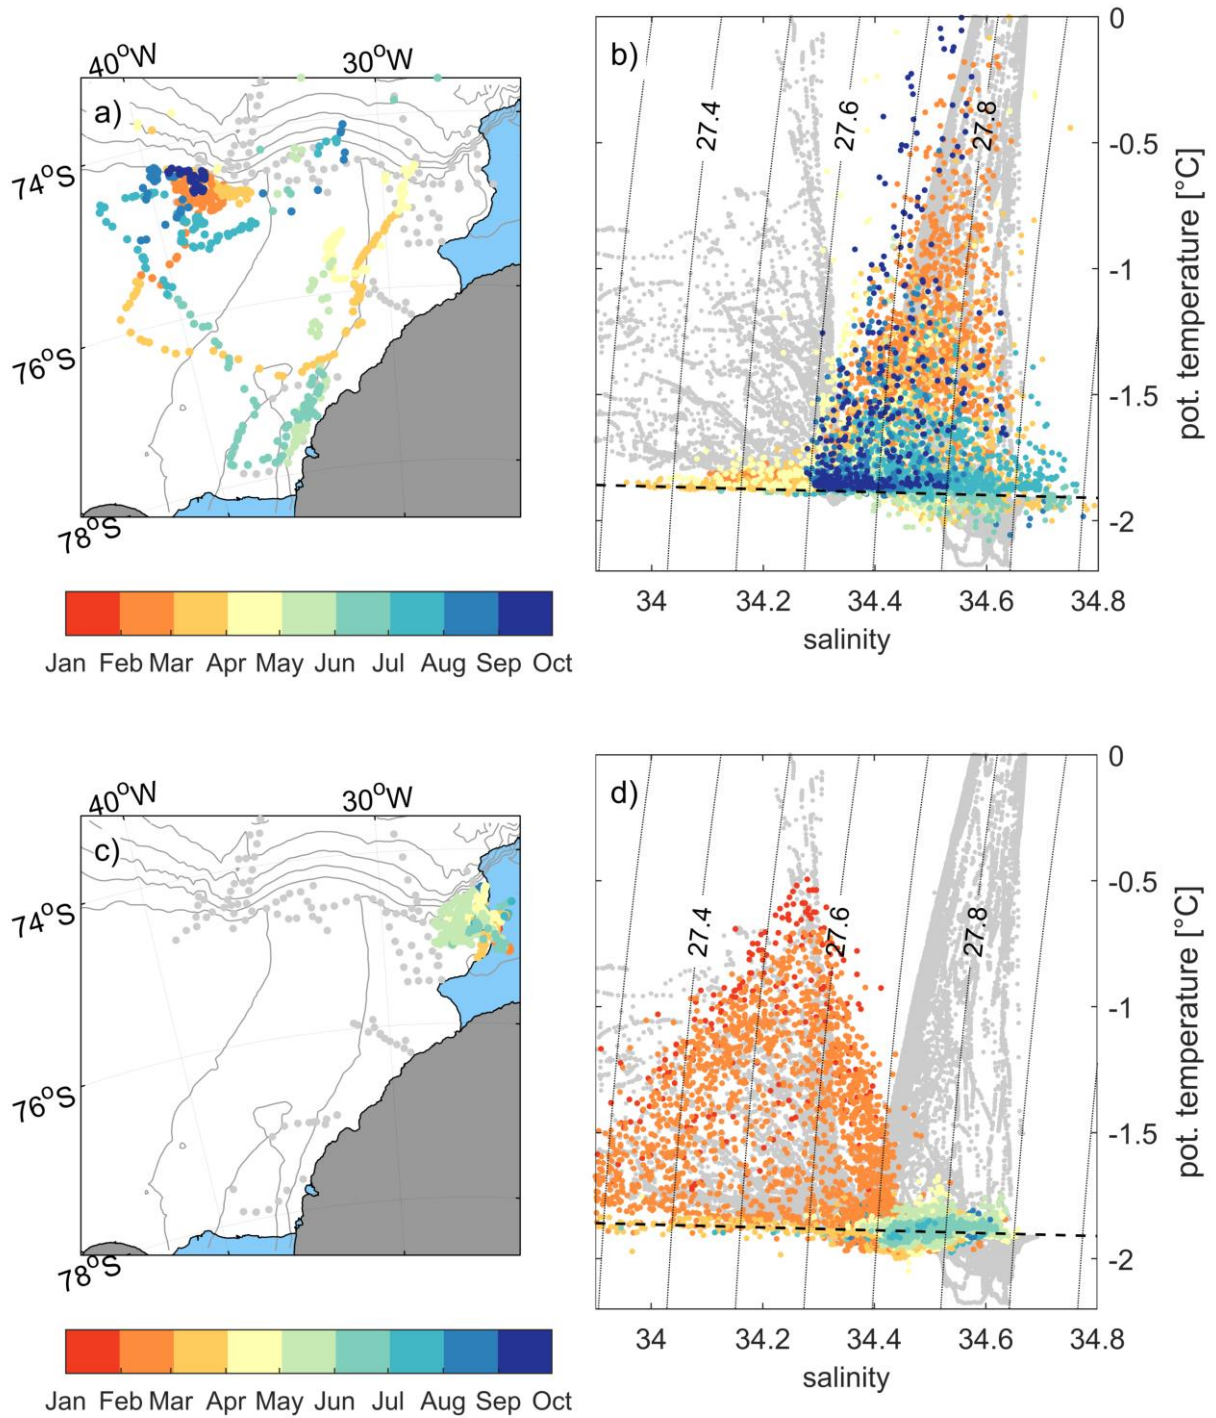 40°W
30°W
a)
74°S
76°S
78°S
Jan Feb Mar Apr May Jun Jul Aug Sep Oct
b)
27.4
27.6
27.8
0
-0.5
-1
-1.5
-2
pot. temperature [°C]
34 34.2 34.4 34.6 34.8
salinity
40°W
30°W
c)
74°S
76°S
78°S
Jan Feb Mar Apr May Jun Jul Aug Sep Oct
d)
27.4
27.6
27.8
0
-0.5
-1
-1.5
-2
pot. temperature [°C]
34 34.2 34.4 34.6 34.8
salinity